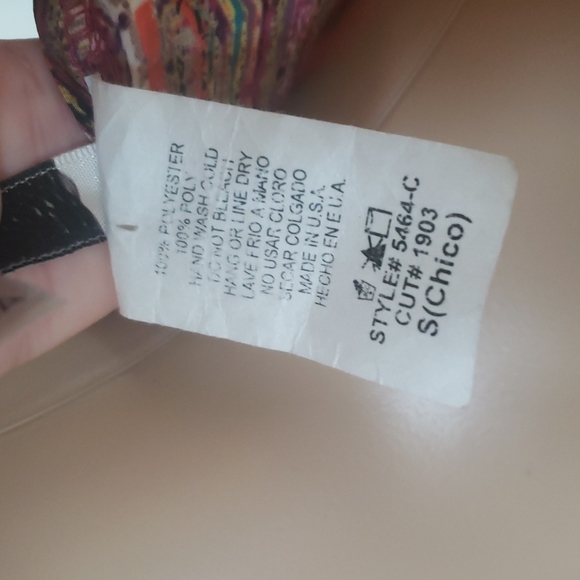 100% POLYESTER
100% POLY
HAND WASH COLD
DO NOT BLEACH
HANG OR LINE DRY
LAVE FRIO A MANO
NO USAR CLORO
SECAR COLGADO
MADE IN U.S.A.
HECHO EN E.U.A.
STYLE# 5464-C
CUT# 1903
S(Chico)